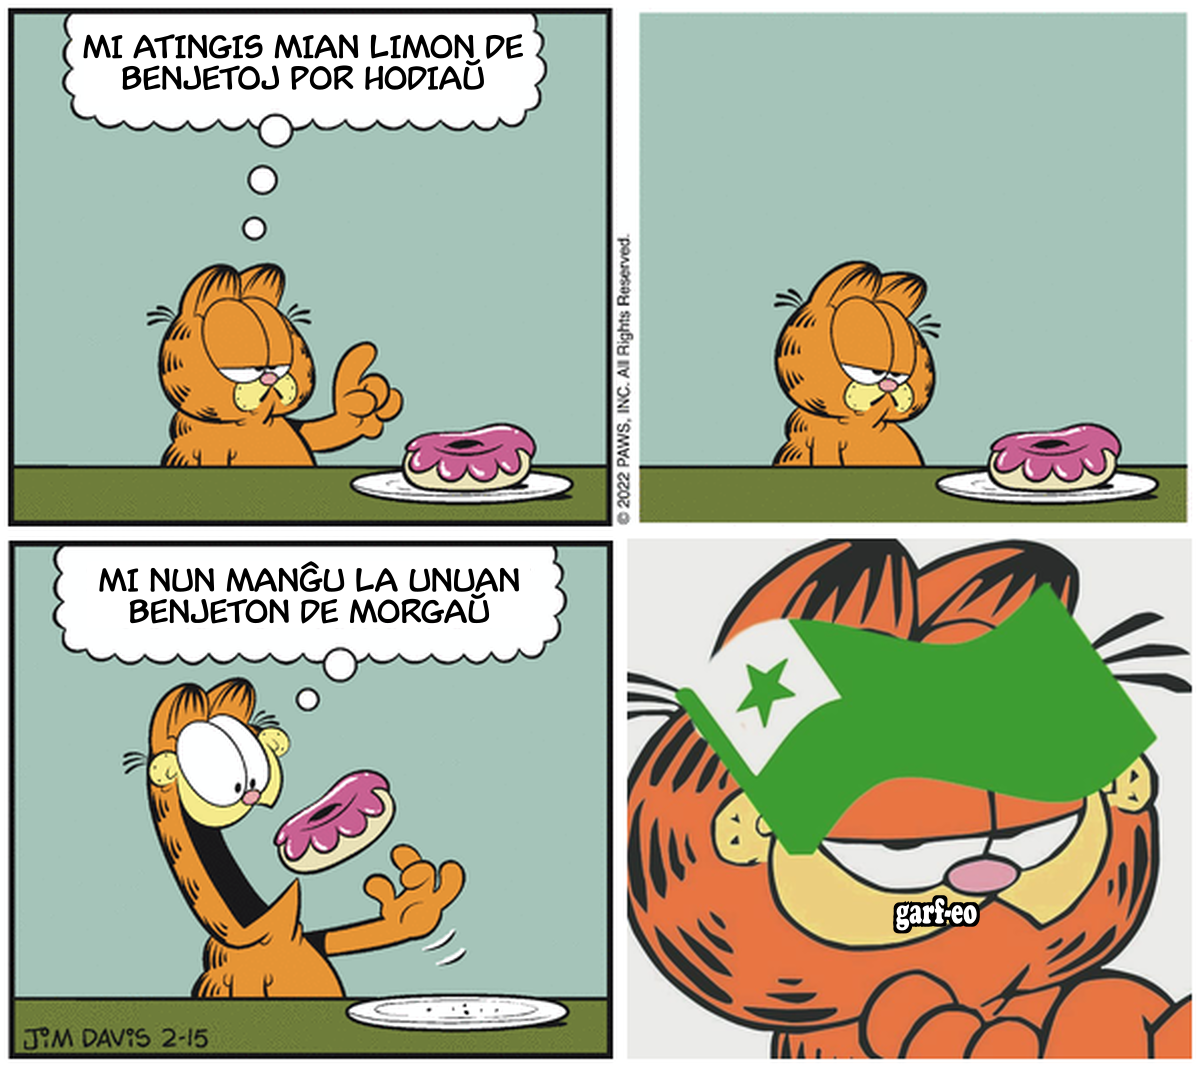 MI ATINGIS MIAN LIMON DE
BENJETOJ POR HODIAŬ
© 2022 PAWS, INC. All Rights Reserved.
MI NUN MANĜU LA UNUAN
BENJETON DE MORGAŬ
JIM DAVIS 2-15
garf-eo